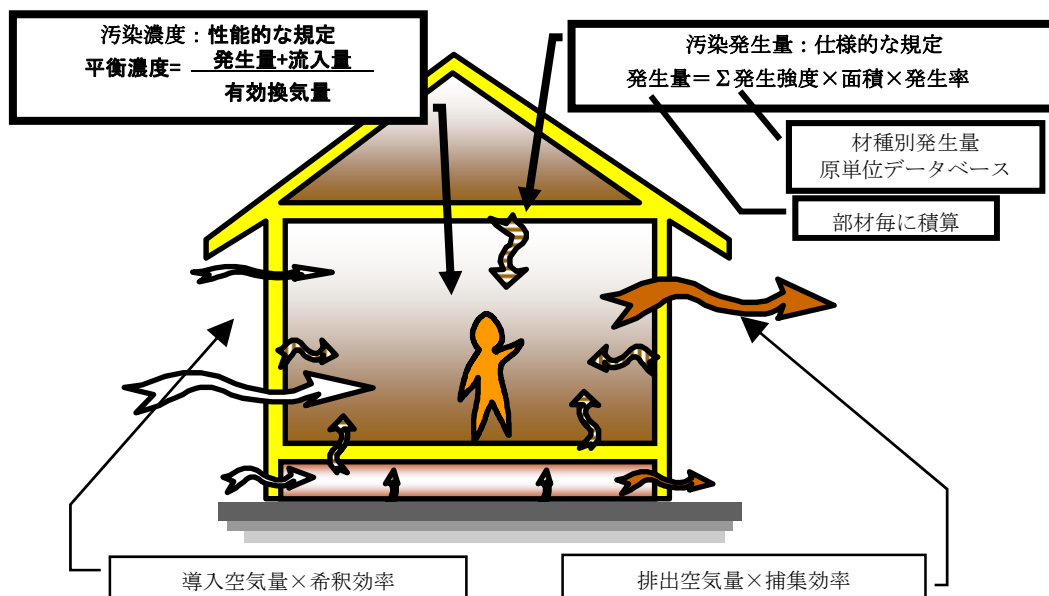 汚染濃度：性能的な規定
平衡濃度= 発生量+流入量
有効換気量
汚染発生量：仕様的な規定
発生量＝Σ発生強度×面積×発生率
材種別発生量
原単位データベース
部材毎に積算
導入空気量×希釈効率
排出空気量×捕集効率